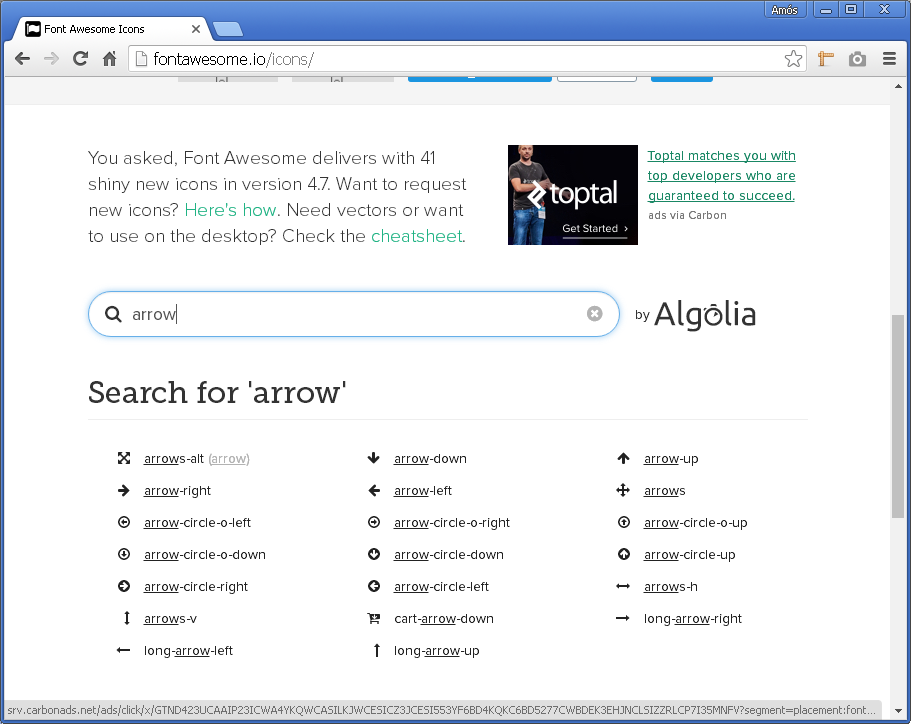 Amós
Font Awesome Icons
fontawesome.io/icons/
You asked, Font Awesome delivers with 41
shiny new icons in version 4.7. Want to request
new icons? Here's how. Need vectors or want
to use on the desktop? Check the cheatsheet.
toptal
Get Started ›
Toptal matches you with
top developers who are
guaranteed to succeed.
ads via Carbon
arrow
by Algolia
Search for 'arrow'
arrows-alt (arrow) arrow-down arrow-up
arrow-right arrow-left arrows
arrow-circle-o-left arrow-circle-o-right arrow-circle-o-up
arrow-circle-o-down arrow-circle-down arrow-circle-up
arrow-circle-right arrow-circle-left arrows-h
arrows-v cart-arrow-down long-arrow-right
long-arrow-left long-arrow-up
srv.carbonads.net/ads/click/x/GTND423UCAAIP23ICWA4YKQWCASILKJWCESICZ3JCESI553YF6BD4KQKC6BD5277CWBDEK3EHJNCLSIZZRLCP7I35MNFV?segment=placement:font...